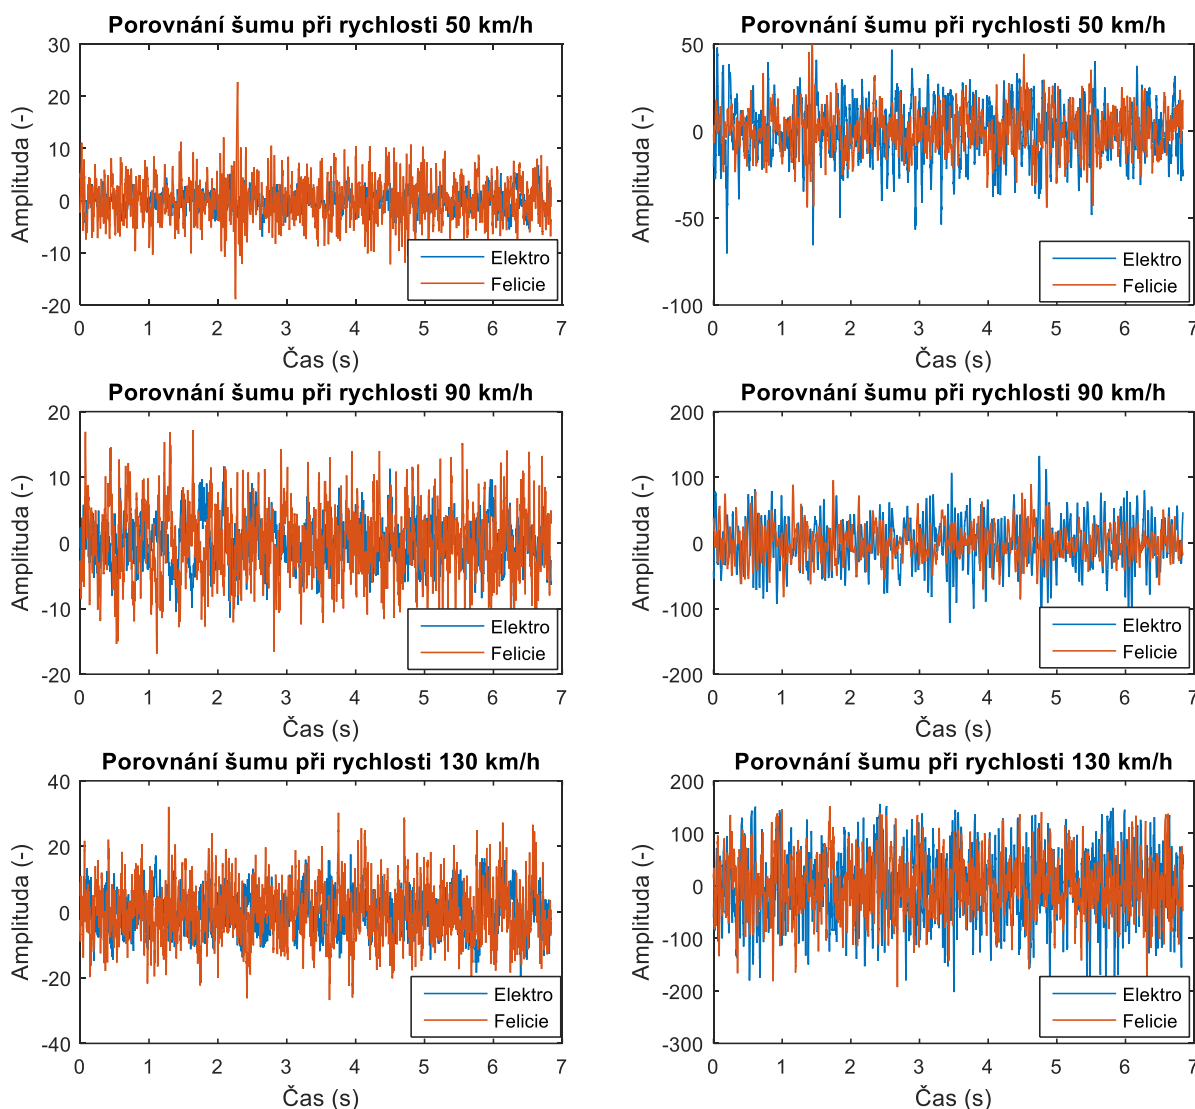 Porovnání šumu při rychlosti 50 km/h
30
20
10
0
-10
-20
Amplituda (-)
0 1 2 3 4 5 6 7
Čas (s)
Elektro
Felicie
Porovnání šumu při rychlosti 50 km/h
50
0
-50
-100
Amplituda (-)
0 1 2 3 4 5 6 7
Čas (s)
Elektro
Felicie
Porovnání šumu při rychlosti 90 km/h
20
10
0
-10
-20
Amplituda (-)
0 1 2 3 4 5 6 7
Čas (s)
Elektro
Felicie
Porovnání šumu při rychlosti 90 km/h
200
100
0
-100
-200
Amplituda (-)
0 1 2 3 4 5 6 7
Čas (s)
Elektro
Felicie
Porovnání šumu při rychlosti 130 km/h
40
20
0
-20
-40
Amplituda (-)
0 1 2 3 4 5 6 7
Čas (s)
Elektro
Felicie
Porovnání šumu při rychlosti 130 km/h
200
100
0
-100
-200
-300
Amplituda (-)
0 1 2 3 4 5 6 7
Čas (s)
Elektro
Felicie